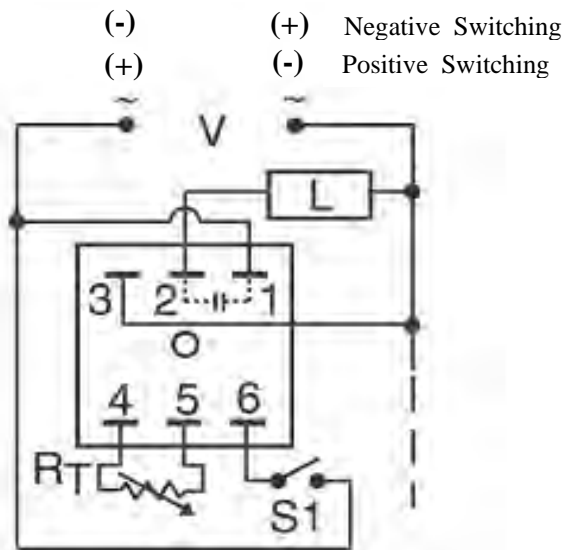 (-) (+) Negative Switching
(+) (-) Positive Switching
~ V ~
L
3 2 1
4 5 6
RT
S1